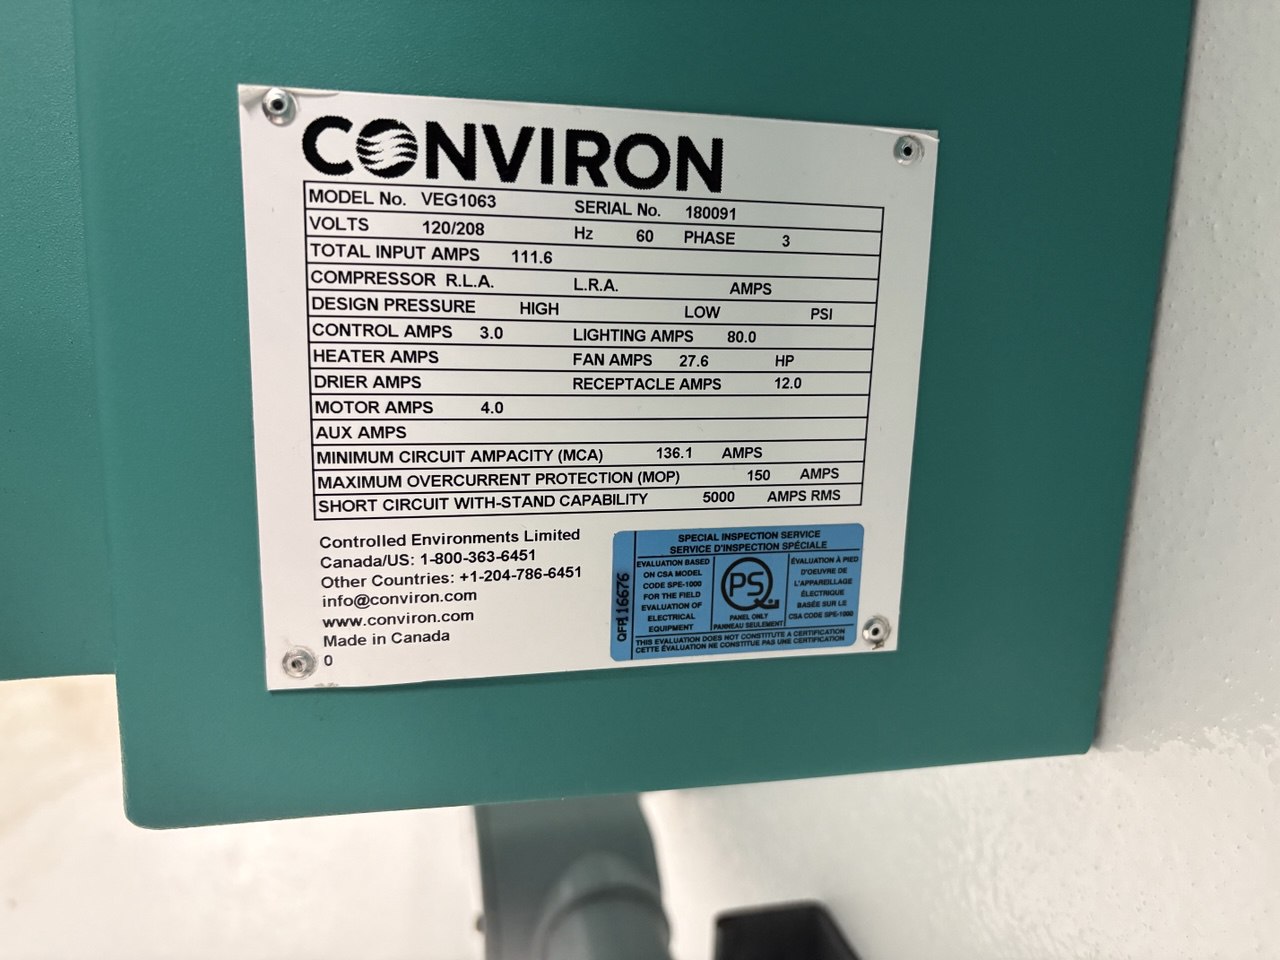 CONVIRON
MODEL No. VEG1063 SERIAL No. 180091
VOLTS 120/208 Hz 60 PHASE 3
TOTAL INPUT AMPS 111.6
COMPRESSOR R.L.A. L.R.A. AMPS
DESIGN PRESSURE HIGH LOW PSI
CONTROL AMPS 3.0 LIGHTING AMPS 80.0
HEATER AMPS FAN AMPS 27.6 HP
DRIER AMPS RECEPTACLE AMPS 12.0
MOTOR AMPS 4.0
AUX AMPS
MINIMUM CIRCUIT AMPACITY (MCA) 136.1 AMPS
MAXIMUM OVERCURRENT PROTECTION (MOP) 150 AMPS
SHORT CIRCUIT WITH-STAND CAPABILITY 5000 AMPS RMS
Controlled Environments Limited
Canada/US: 1-800-363-6451
Other Countries: +1-204-786-6451
info@conviron.com
www.conviron.com
Made in Canada
0
SPECIAL INSPECTION SERVICE
SERVICE D'INSPECTION SPÉCIALE
QFP 116676
EVALUATION BASED
ON CSA MODEL
CODE SPE-1000
FOR THE FIELD
EVALUATION OF
ELECTRICAL
EQUIPMENT
QPS
PANEL ONLY
PANNEAU SEULEMENT
ÉVALUATION À PIED
D'OEUVRE DE
L'APPAREILLAGE
ÉLECTRIQUE
BASÉE SUR LE
CSA CODE SPE-1000
THIS EVALUATION DOES NOT CONSTITUTE A CERTIFICATION
CETTE ÉVALUATION NE CONSTITUE PAS UNE CERTIFICATION